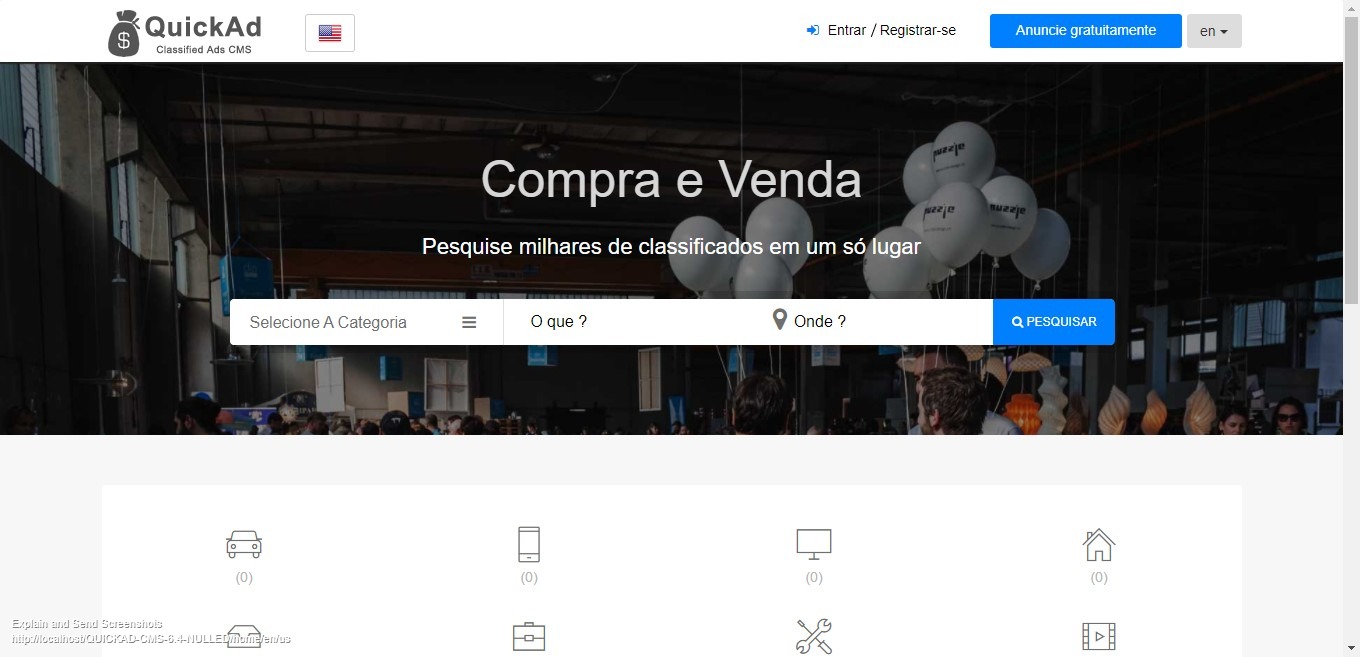 QuickAd
Classified Ads CMS
Entrar / Registrar-se
Anuncie gratuitamente
en
Compra e Venda
Pesquise milhares de classificados em um só lugar
Selecione A Categoria
O que ?
Onde ?
PESQUISAR
(0)
(0)
(0)
(0)
Explain and Send Screenshots
http://localhost/QUICKAD-CMS-6.4-NULLED/home/en/us